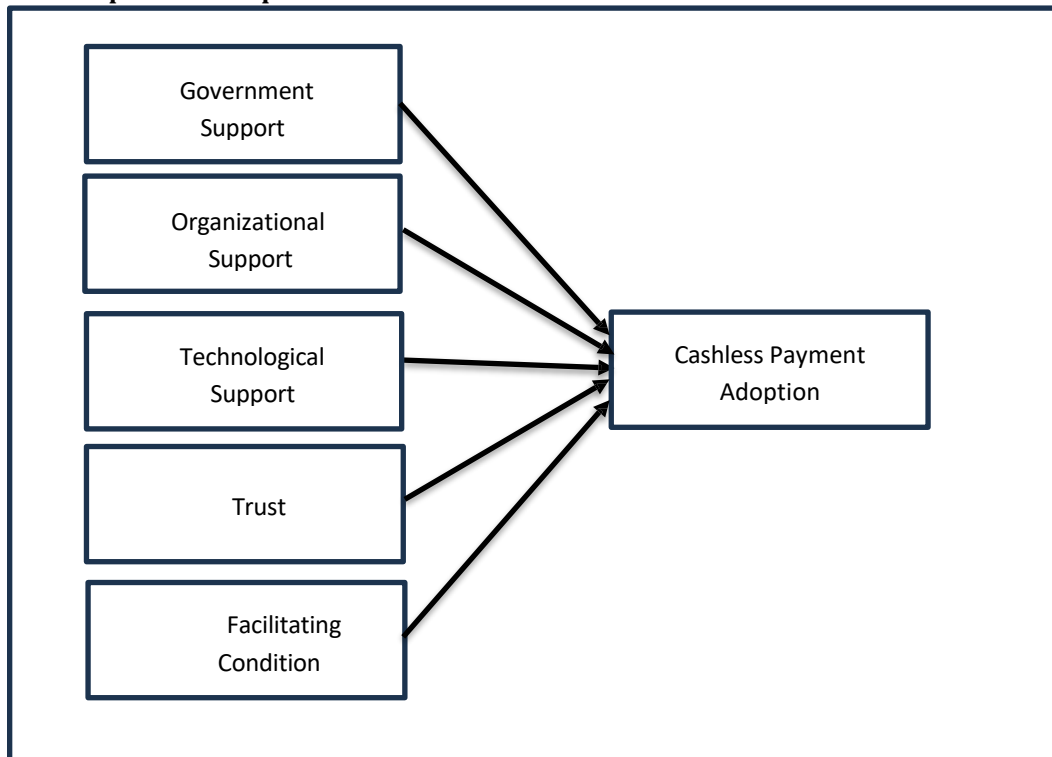 Government
Support
Organizational
Support
Technological
Support
Cashless Payment
Adoption
Trust
Facilitating
Condition